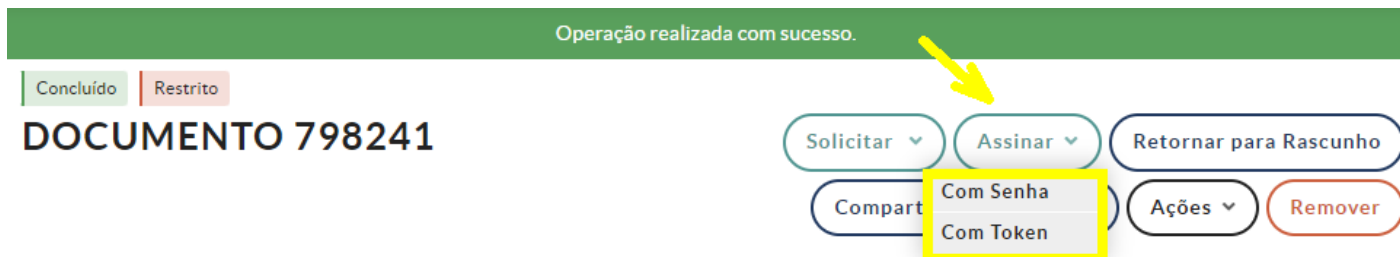 Operação realizada com sucesso.
Concluído Restrito
DOCUMENTO 798241
Solicitar Assinar Retornar para Rascunho
Compart Ações Remover
Com Senha
Com Token